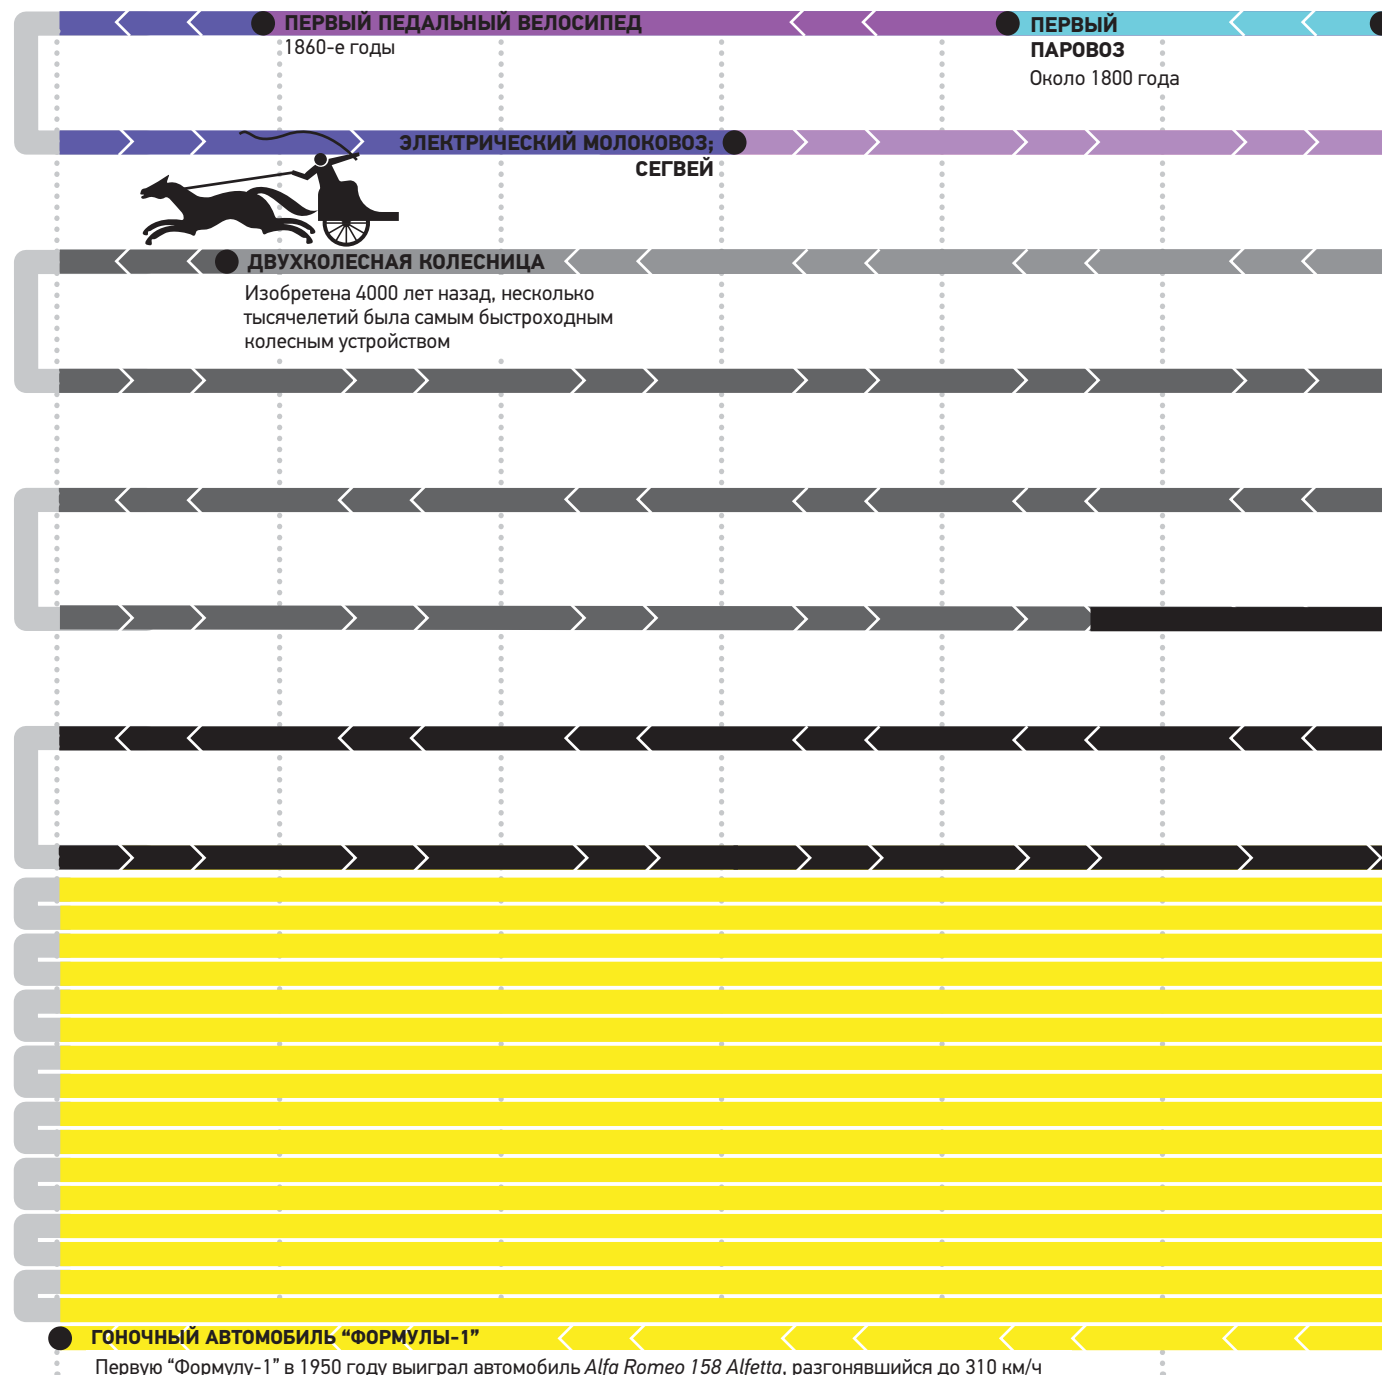 ПЕРВЫЙ ПЕДАЛЬНЫЙ ВЕЛОСИПЕД
1860-е годы
ПЕРВЫЙ
ПАРОВОЗ
Около 1800 года
ЭЛЕКТРИЧЕСКИЙ МОЛОКОВОЗ;
СЕГВЕЙ
ДВУХКОЛЕСНАЯ КОЛЕСНИЦА
Изобретена 4000 лет назад, несколько
тысячелетий была самым быстроходным
колесным устройством
ГОНОЧНЫЙ АВТОМОБИЛЬ “ФОРМУЛЫ-1”
Первую “Формулу-1” в 1950 году выиграл автомобиль Alfa Romeo 158 Alfetta, разгонявшийся до 310 км/ч